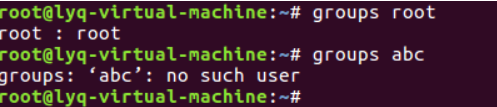 root@lyq-virtual-machine:~# groups root
root : root
root@lyq-virtual-machine:~# groups abc
groups: ‘abc’: no such user
root@lyq-virtual-machine:~#